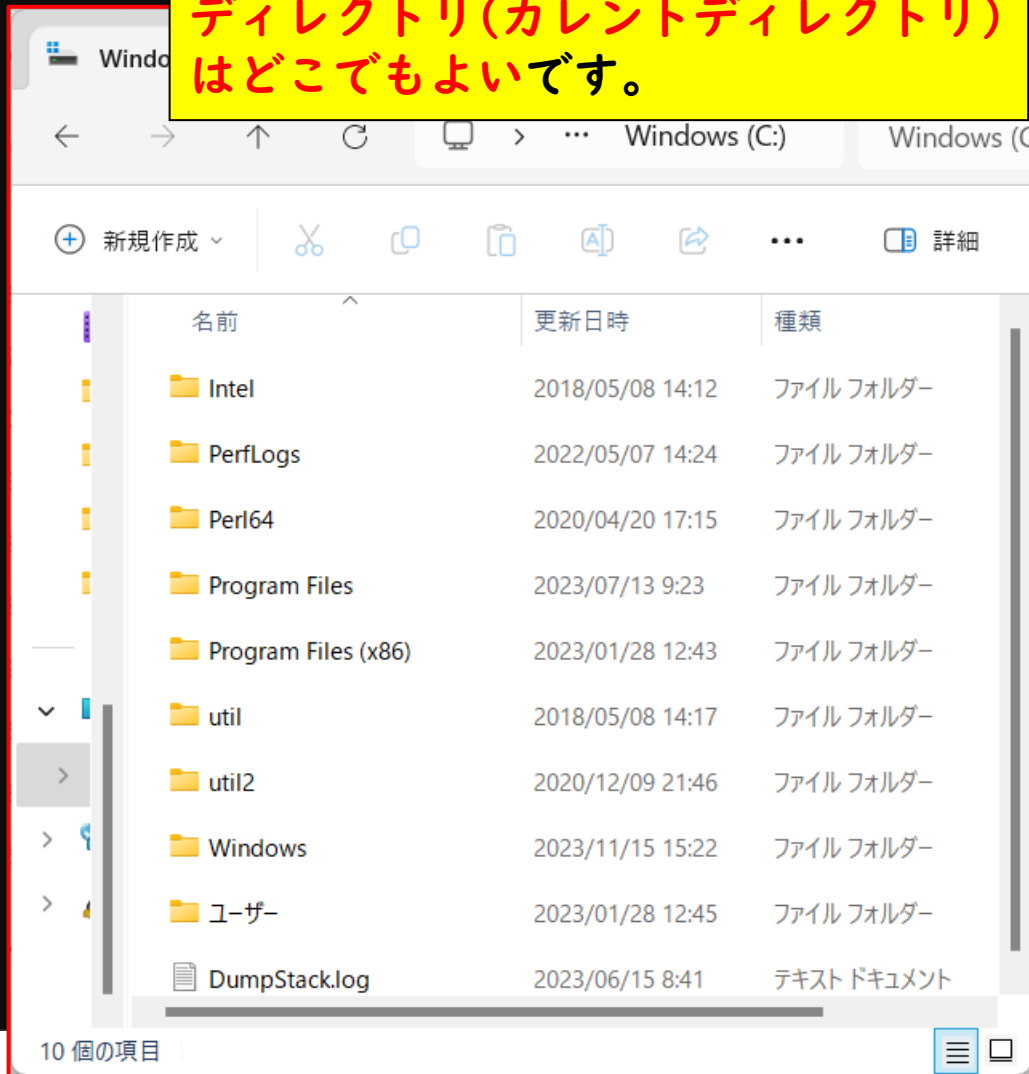 ディレクトリ(カレントディレクトリ)
はどこでもよいです。
Windo
Windows (C:)
Windows (C
新規作成
詳細
名前 更新日時 種類
Intel 2018/05/08 14:12 ファイル フォルダー
PerfLogs 2022/05/07 14:24 ファイル フォルダー
Perl64 2020/04/20 17:15 ファイル フォルダー
Program Files 2023/07/13 9:23 ファイル フォルダー
Program Files (x86) 2023/01/28 12:43 ファイル フォルダー
util 2018/05/08 14:17 ファイル フォルダー
util2 2020/12/09 21:46 ファイル フォルダー
Windows 2023/11/15 15:22 ファイル フォルダー
ユーザー 2023/01/28 12:45 ファイル フォルダー
DumpStack.log 2023/06/15 8:41 テキスト ドキュメント
10 個の項目